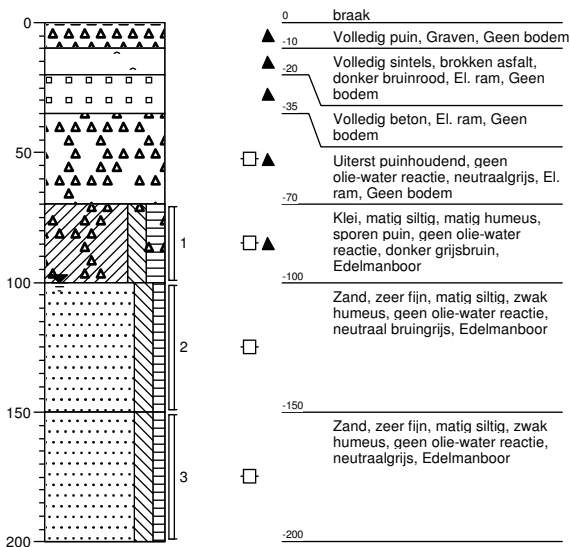 0
50
100
150
200
1
2
3
0 braak
-10 Volledig puin, Graven, Geen bodem
Volledig sintels, brokken asfalt,
-20 donker bruinrood, El. ram, Geen
bodem
-35 Volledig beton, El. ram, Geen
bodem
Uiterst puinhoudend, geen
olie-water reactie, neutraalgrijs, El.
ram, Geen bodem
-70
Klei, matig siltig, matig humeus,
sporen puin, geen olie-water
reactie, donker grijsbruin,
Edelmanboor
-100
Zand, zeer fijn, matig siltig, zwak
humeus, geen olie-water reactie,
neutraal bruingrijs, Edelmanboor
-150
Zand, zeer fijn, matig siltig, zwak
humeus, geen olie-water reactie,
neutraalgrijs, Edelmanboor
-200